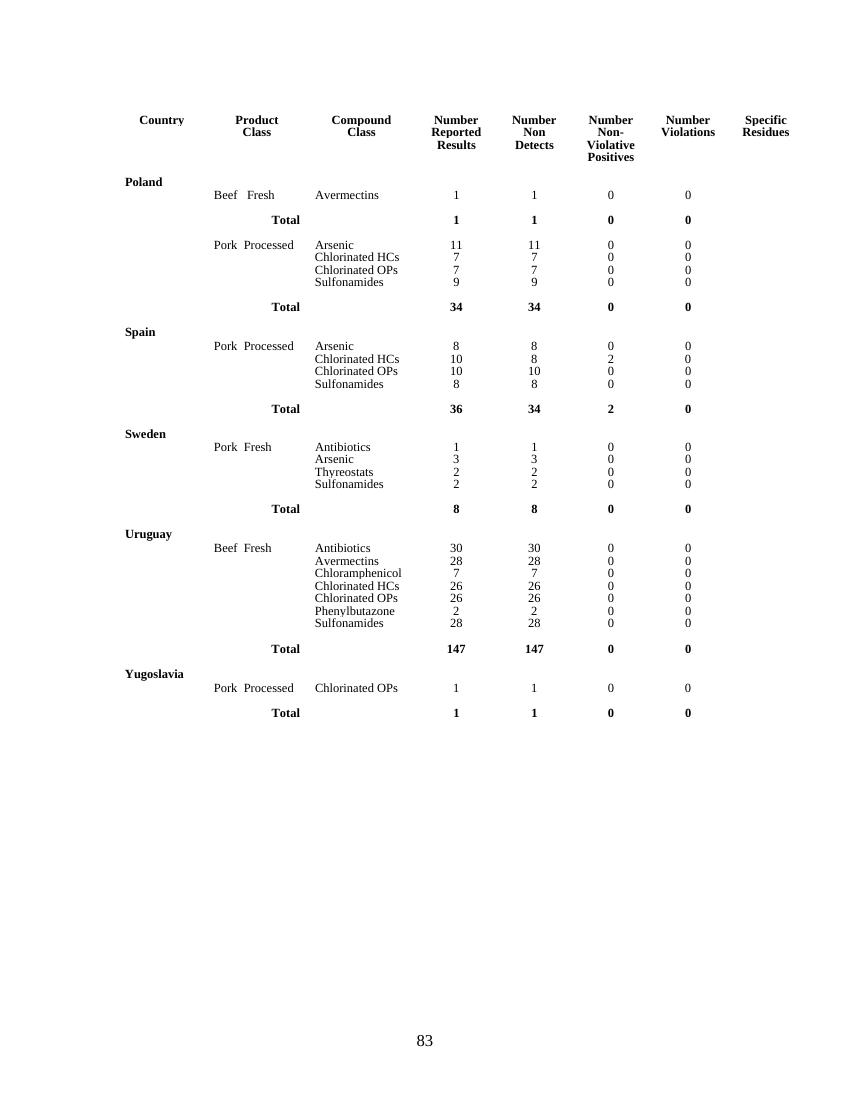 Country Product Class Compound Class Number Reported Results Number Non Detects Number Non-Violative Positives Number Violations Specific Residues
Poland
Beef Fresh Avermectins 1 1 0 0
Total 1 1 0 0
Pork Processed Arsenic 11 11 0 0
Chlorinated HCs 7 7 0 0
Chlorinated OPs 7 7 0 0
Sulfonamides 9 9 0 0
Total 34 34 0 0
Spain
Pork Processed Arsenic 8 8 0 0
Chlorinated HCs 10 8 2 0
Chlorinated OPs 10 10 0 0
Sulfonamides 8 8 0 0
Total 36 34 2 0
Sweden
Pork Fresh Antibiotics 1 1 0 0
Arsenic 3 3 0 0
Thyreostats 2 2 0 0
Sulfonamides 2 2 0 0
Total 8 8 0 0
Uruguay
Beef Fresh Antibiotics 30 30 0 0
Avermectins 28 28 0 0
Chloramphenicol 7 7 0 0
Chlorinated HCs 26 26 0 0
Chlorinated OPs 26 26 0 0
Phenylbutazone 2 2 0 0
Sulfonamides 28 28 0 0
Total 147 147 0 0
Yugoslavia
Pork Processed Chlorinated OPs 1 1 0 0
Total 1 1 0 0
83